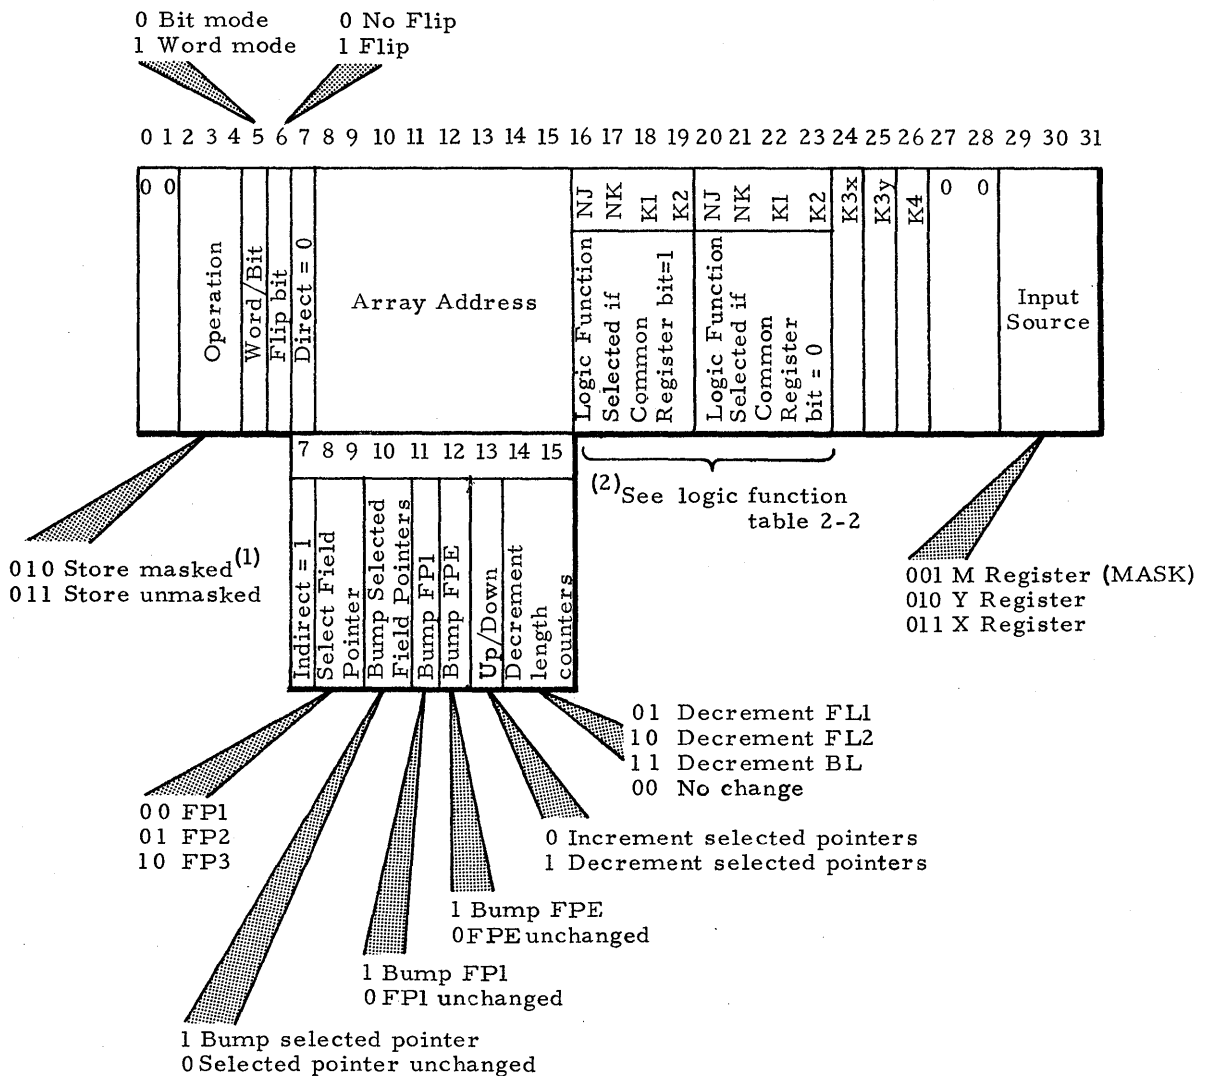 0 Bit mode
1 Word mode
0 No Flip
1 Flip
0 1 2 3 4 5 6 7 8 9 10 11 12 13 14 15 16 17 18 19 20 21 22 23 24 25 26 27 28 29 30 31
0 0
Operation
Word/Bit
Flip bit
Direct = 0
Array Address
NJ
NK
K1
K2
Logic Function
Selected if
Common
Register bit=1
NJ
NK
K1
K2
Logic Function
Selected if
Common
Register
bit = 0
K3x
K3y
K4
0 0
Input
Source
7 8 9 10 11 12 13 14 15
Indirect = 1
Select Field
Pointer
Bump Selected
Field Pointers
Bump FP1
Bump FPE
Up/Down
Decrement
length
counters
(2) See logic function
table 2-2
010 Store masked (1)
011 Store unmasked
001 M Register (MASK)
010 Y Register
011 X Register
01 Decrement FL1
10 Decrement FL2
11 Decrement BL
00 No change
00 FP1
01 FP2
10 FP3
0 Increment selected pointers
1 Decrement selected pointers
1 Bump FPE
0 FPE unchanged
1 Bump FP1
0 FP1 unchanged
1 Bump selected pointer
0 Selected pointer unchanged